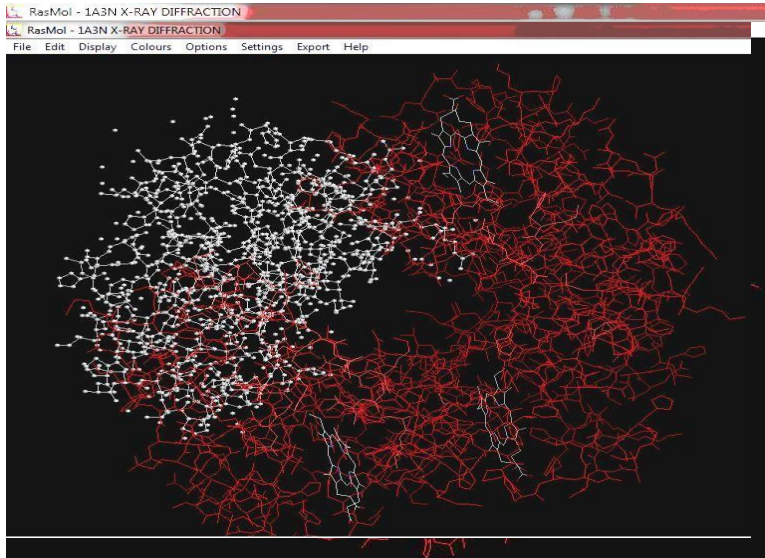 RasMol - 1A3N X-RAY DIFFRACTION
RasMol - 1A3N X-RAY DIFFRACTION
File Edit Display Colours Options Settings Export Help